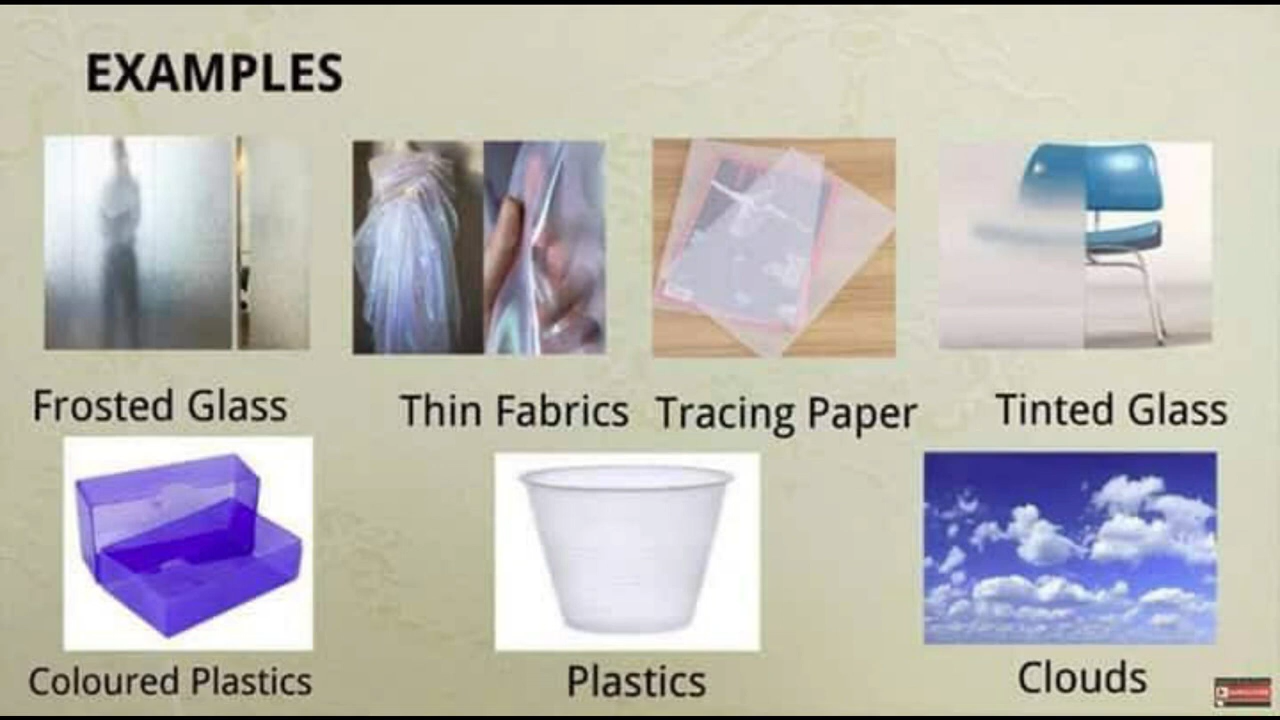 EXAMPLES
Frosted Glass
Thin Fabrics
Tracing Paper
Tinted Glass
Coloured Plastics
Plastics
Clouds